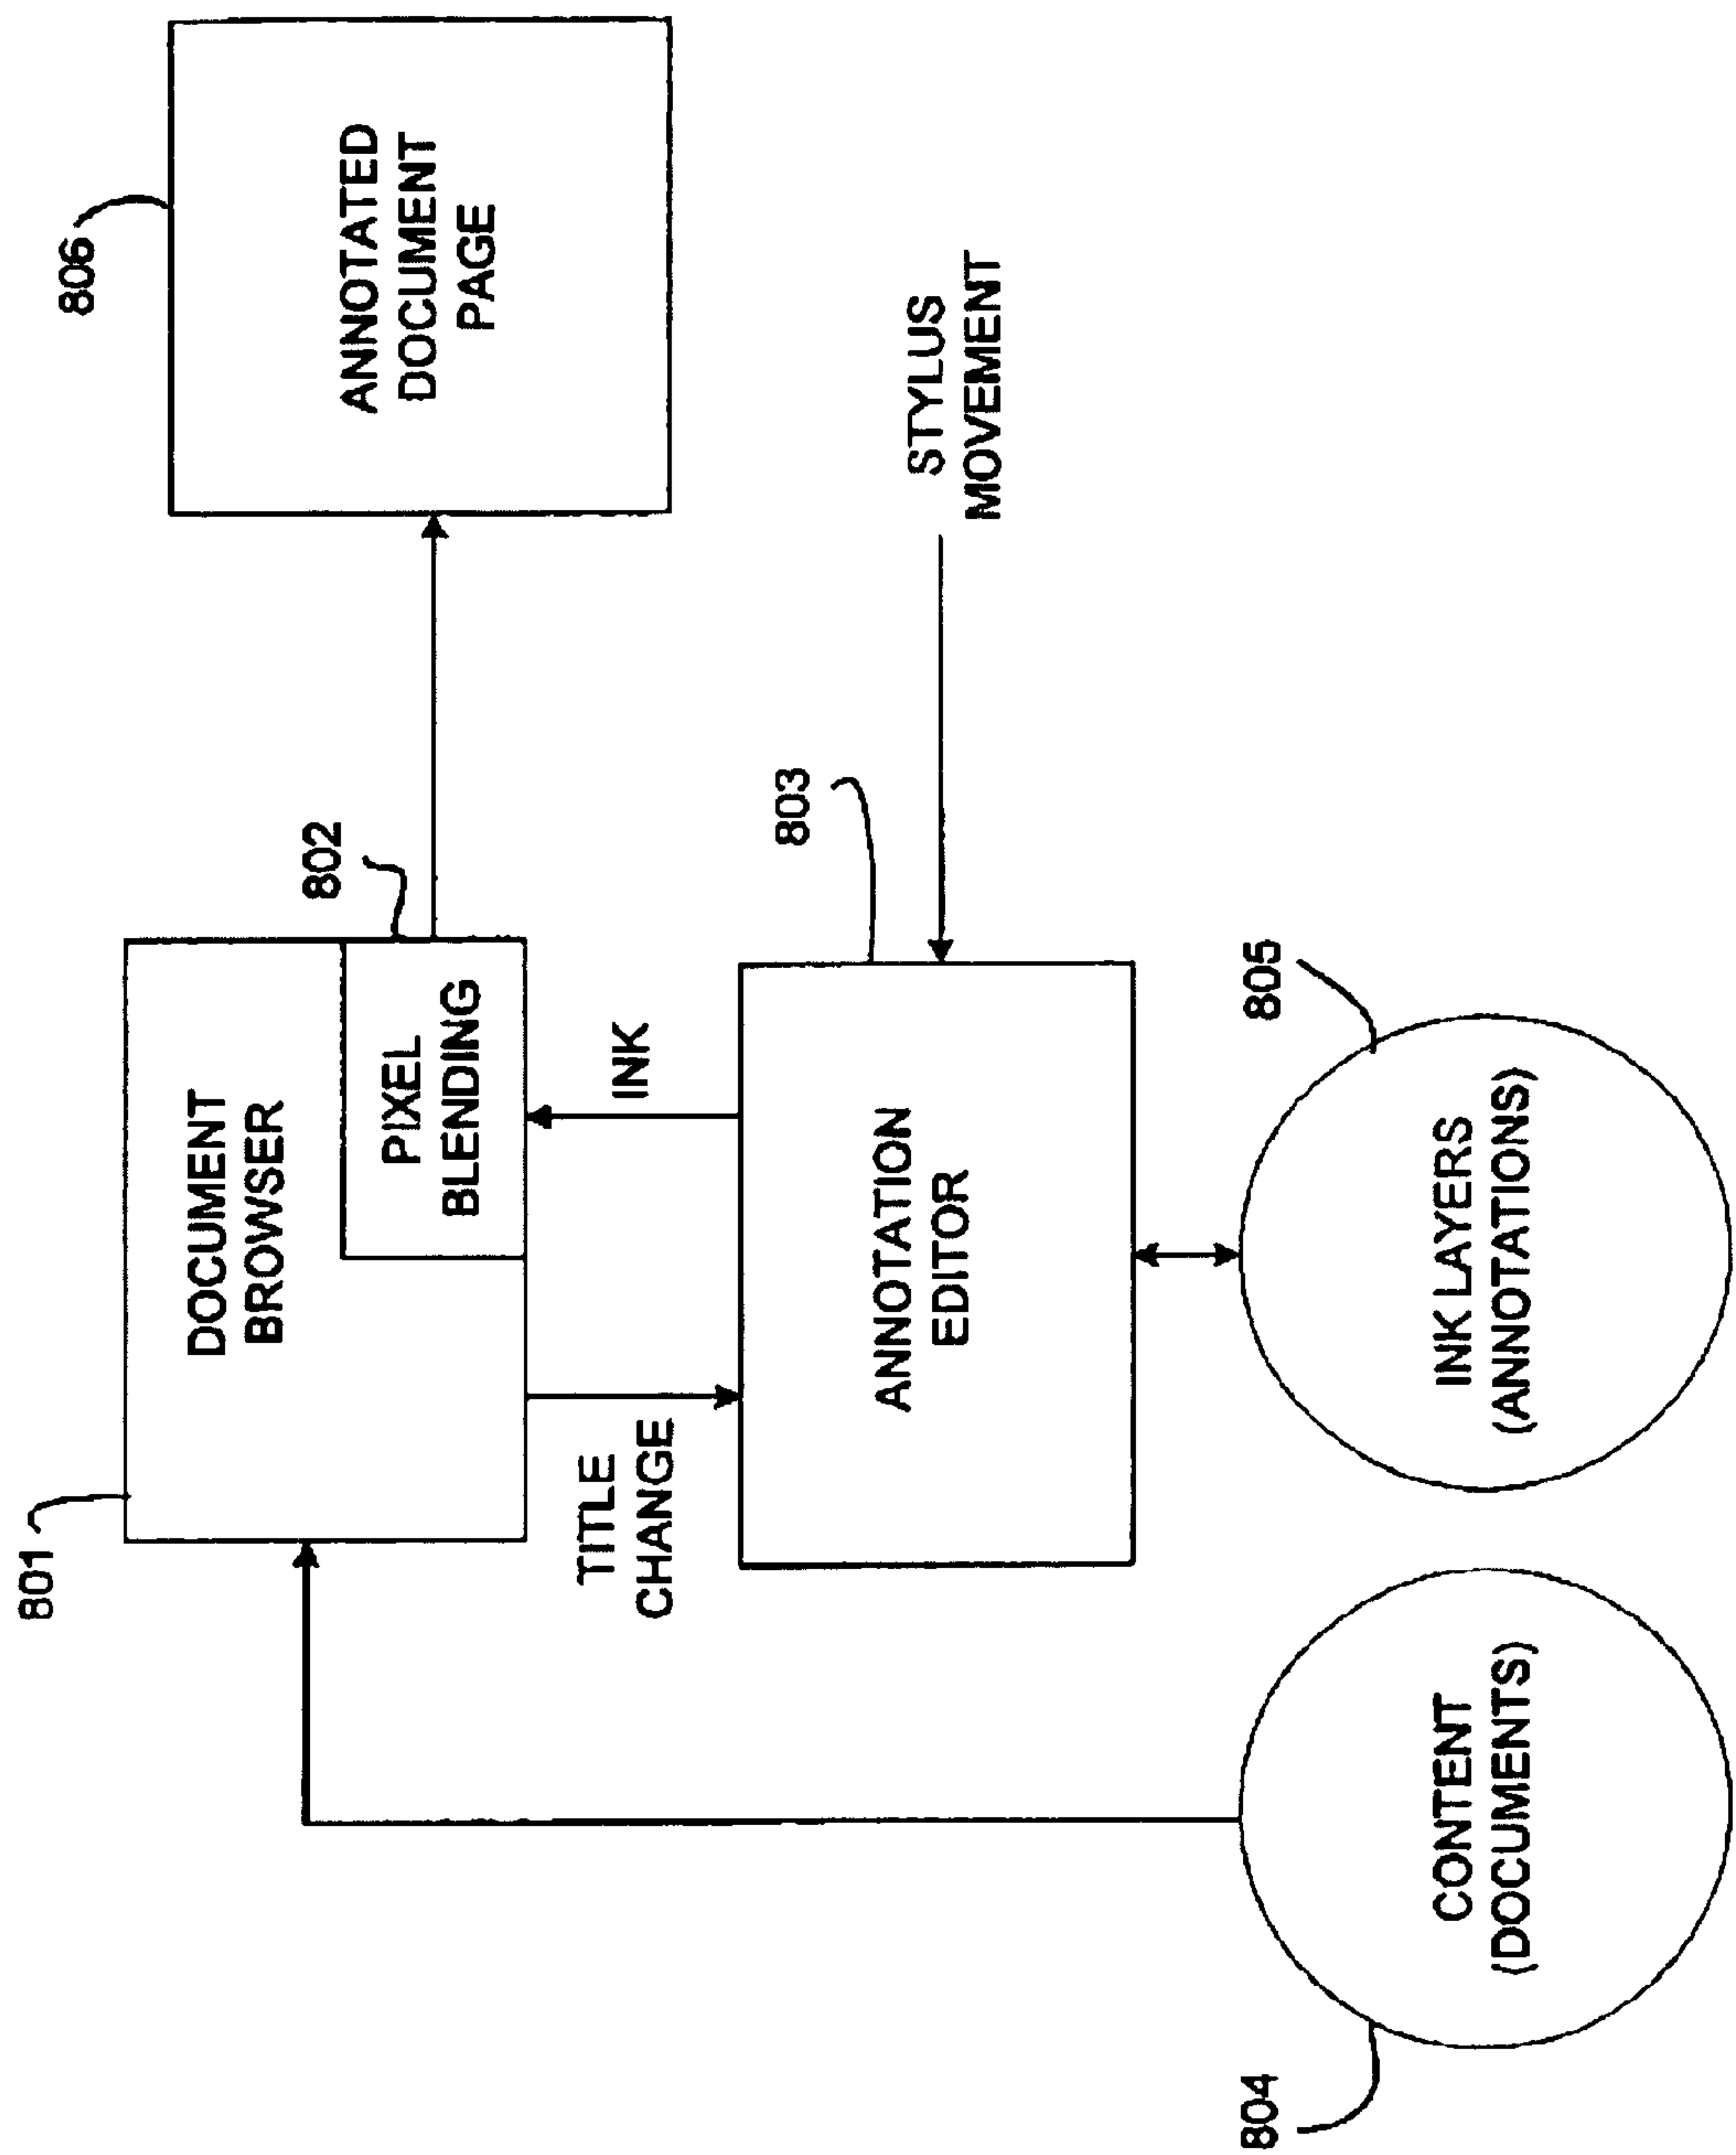 801
DOCUMENT
BROWSER
802
PIXEL
BLENDING
806
ANNOTATED
DOCUMENT
PAGE
TITLE
CHANGE
INK
803
ANNOTATION
EDITOR
STYLUS
MOVEMENT
804
CONTENT
(DOCUMENTS)
805
INK LAYERS
(ANNOTATIONS)